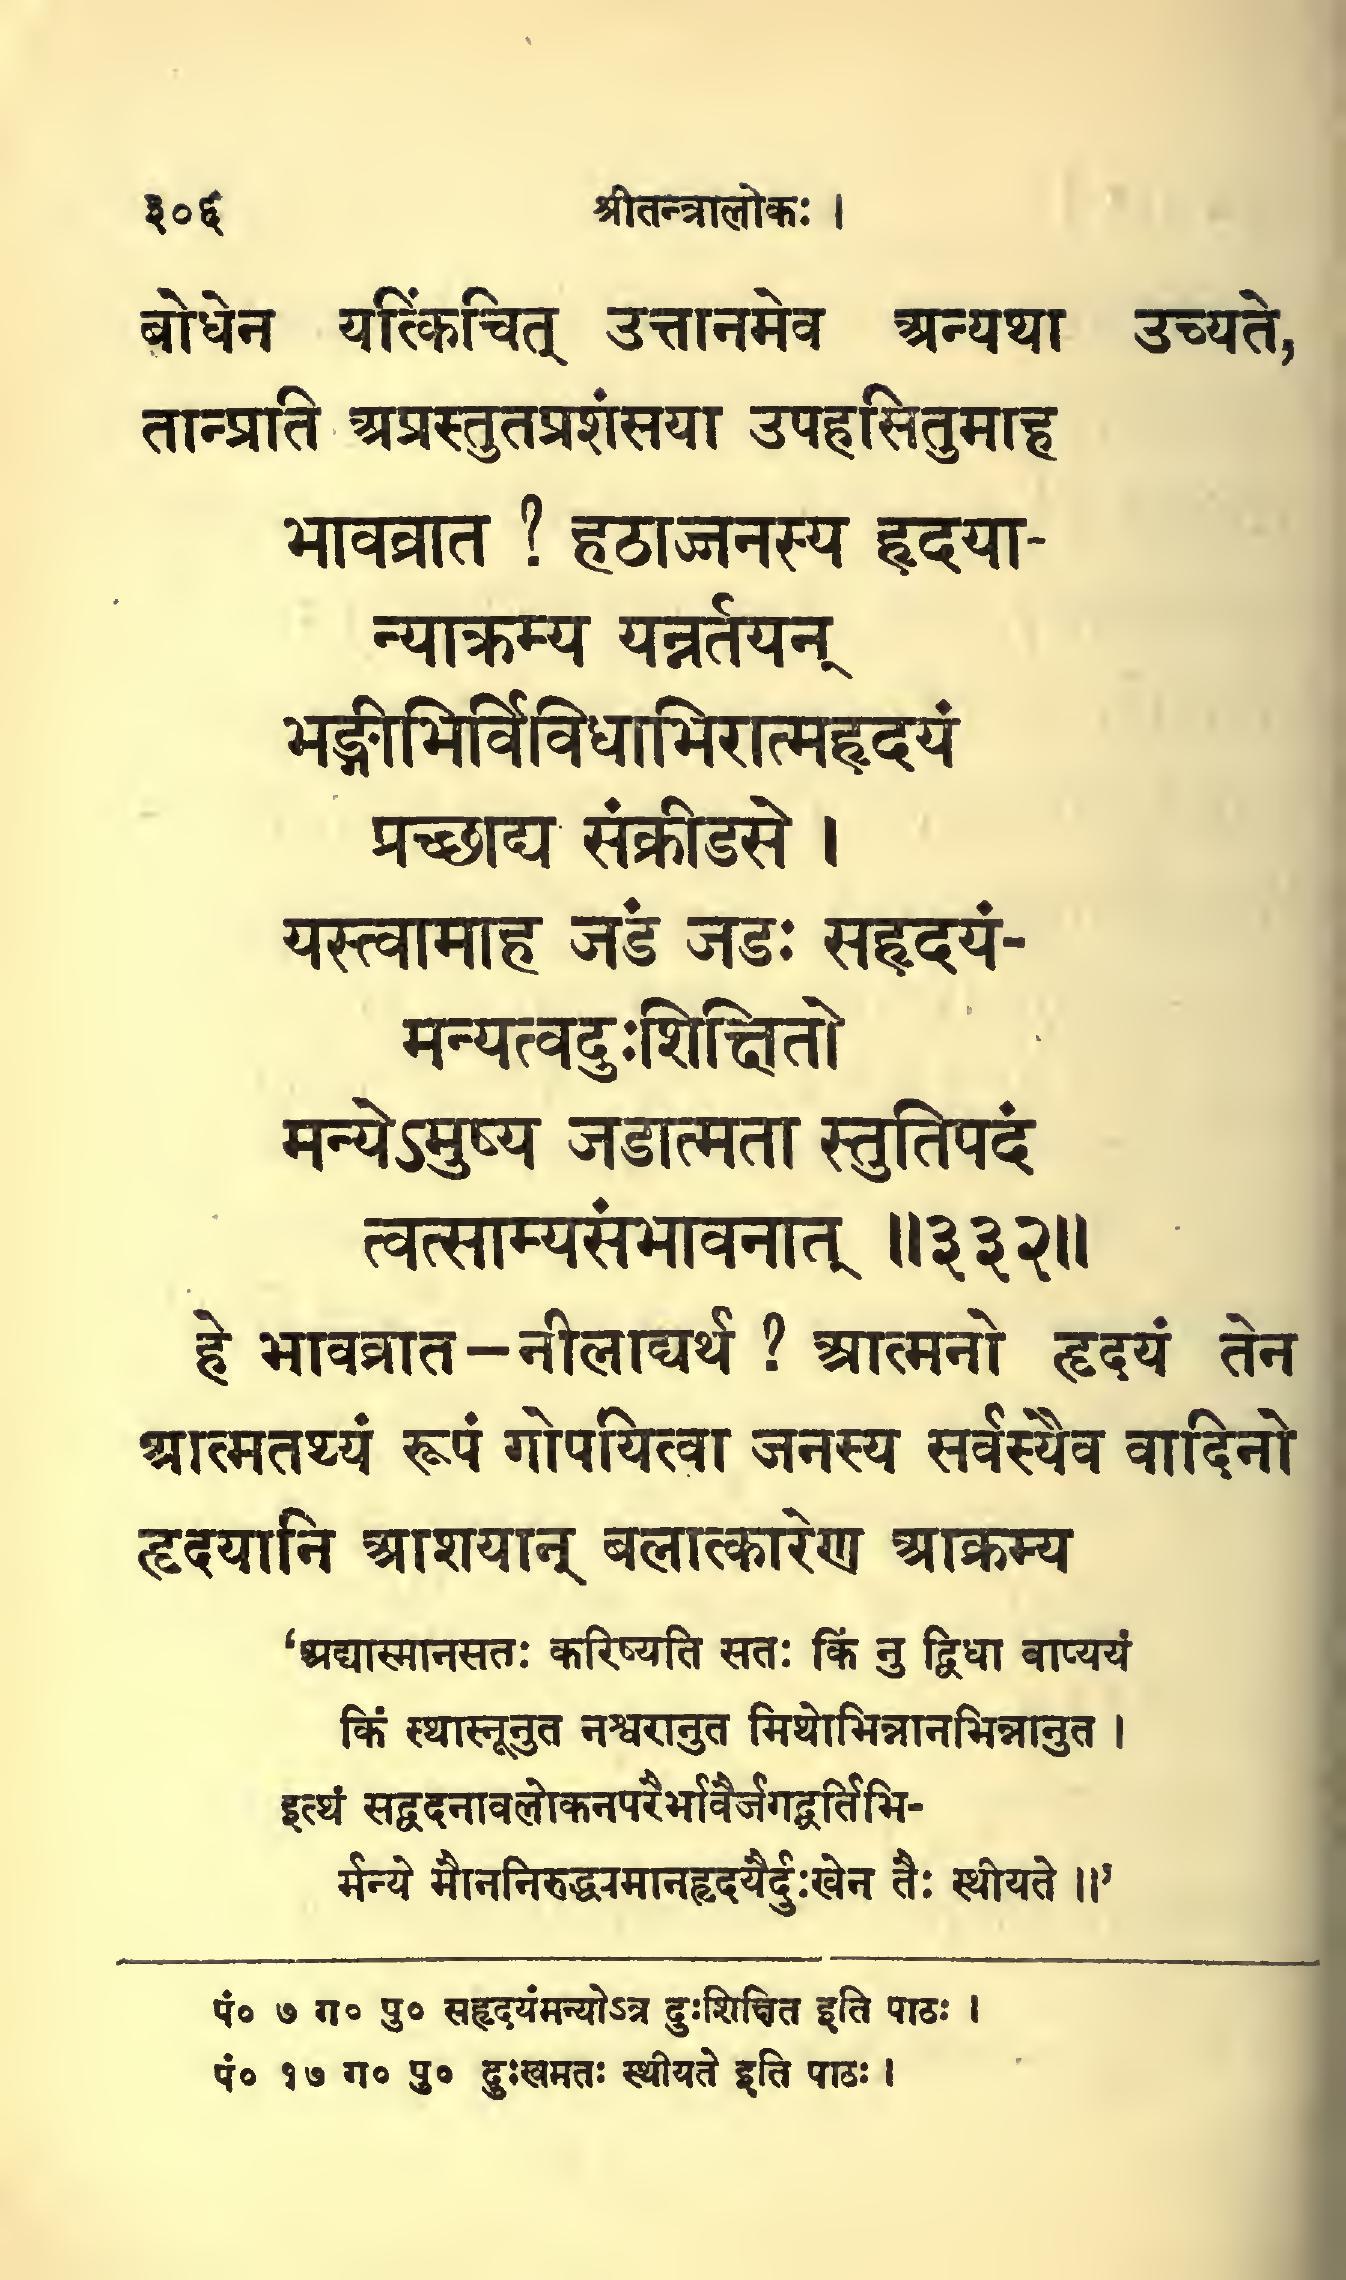 ३०६ श्रीतन्त्रालोकः ।
बोधेन यत्किंचित् उत्तानमेव अन्यथा उच्यते,
तान्प्रति अप्रस्तुतप्रशंसया उपहसितुमाह
भावव्रात ? हठाज्जनस्य हृदया-
न्याक्रम्य यन्नर्तयन्
भङ्गीभिर्विविधाभिरात्महृदयं
प्रच्छाद्य संक्रीडसे ।
यस्त्वामाह जडं जडः सहृदयं-
मन्यत्वदुःशिक्षितो
मन्येऽमुष्य जडात्मता स्तुतिपदं
त्वत्साम्यसंभावनात् ॥३३२॥
हे भावव्रात—नीलाद्यर्थ ? आत्मनो हृदयं तेन
आत्मतथ्यं रूपं गोपयित्वा जनस्य सर्वस्यैव वादिनो
हृदयानि आशयान् बलात्कारेण आक्रम्य
‘अद्यास्मानसतः करिष्यति सतः किं नु द्विधा वाप्ययं
किं स्थास्नूनुत नश्वरानुत मिथोभिन्नानभिन्नानुत ।
इत्थं सद्वदनावलोकनपरैर्भावैर्जगद्वर्तिभि-
र्मन्ये मौननिरुद्ध्यमानहृदयैर्दुःखेन तैः स्थीयते ॥’
पं० ७ ग० पु० सहृदयंमन्योऽत्र दुःशिक्षित इति पाठः ।
पं० १७ ग० पु० दुःखमतः स्थीयते इति पाठः ।